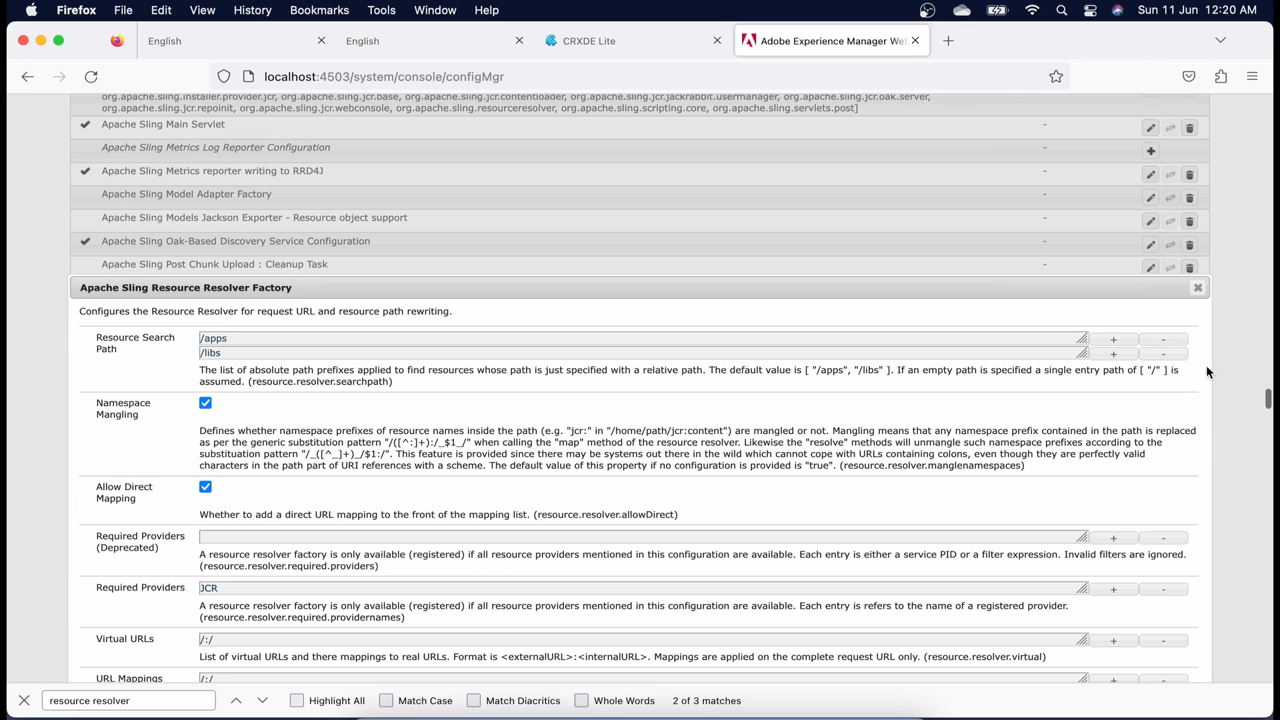 Firefox File Edit View History Bookmarks Tools Window Help Sun 11 Jun 12:20 AM
English English CRXDE Lite Adobe Experience Manager We
localhost:4503/system/console/configMgr
org.apache.sling.installer.provider.jcr, org.apache.sling.jcr.base, org.apache.sling.jcr.contentloader, org.apache.sling.jcr.jackrabbit.usermanager, org.apache.sling.jcr.oak.server,
org.apache.sling.jcr.repoinit, org.apache.sling.jcr.webconsole, org.apache.sling.resourceresolver, org.apache.sling.scripting.core, org.apache.sling.servlets.post]
Apache Sling Main Servlet -
Apache Sling Metrics Log Reporter Configuration -
Apache Sling Metrics reporter writing to RRD4J -
Apache Sling Model Adapter Factory -
Apache Sling Models Jackson Exporter - Resource object support -
Apache Sling Oak-Based Discovery Service Configuration -
Apache Sling Post Chunk Upload : Cleanup Task -
Apache Sling Resource Resolver Factory
Configures the Resource Resolver for request URL and resource path rewriting.
Resource Search Path
/apps + -
/libs + -
The list of absolute path prefixes applied to find resources whose path is just specified with a relative path. The default value is [ "/apps", "/libs" ]. If an empty path is specified a single entry path of [ "/" ] is
assumed. (resource.resolver.searchpath)
Namespace
Mangling
Defines whether namespace prefixes of resource names inside the path (e.g. "jcr:" in "/home/path/jcr:content") are mangled or not. Mangling means that any namespace prefix contained in the path is replaced
as per the generic substitution pattern "/([^:]+):/_$1_/" when calling the "map" method of the resource resolver. Likewise the "resolve" methods will unmangle such namespace prefixes according to the
substitution pattern "/_([^_]+)_/$1:/". This feature is provided since there may be systems out there in the wild which cannot cope with URLs containing colons, even though they are perfectly valid
characters in the path part of URI references with a scheme. The default value of this property if no configuration is provided is "true". (resource.resolver.manglenamespaces)
Allow Direct
Mapping
Whether to add a direct URL mapping to the front of the mapping list. (resource.resolver.allowDirect)
Required Providers
(Deprecated)
+ -
A resource resolver factory is only available (registered) if all resource providers mentioned in this configuration are available. Each entry is either a service PID or a filter expression. Invalid filters are ignored.
(resource.resolver.required.providers)
Required Providers JCR + -
A resource resolver factory is only available (registered) if all resource providers mentioned in this configuration are available. Each entry is refers to the name of a registered provider.
(resource.resolver.required.providernames)
Virtual URLs /:/ + -
List of virtual URLs and there mappings to real URLs. Format is <externalURL>:<internalURL>. Mappings are applied on the complete request URL only. (resource.resolver.virtual)
URL Mappings /:/ + -
resource resolver Highlight All Match Case Match Diacritics Whole Words 2 of 3 matches